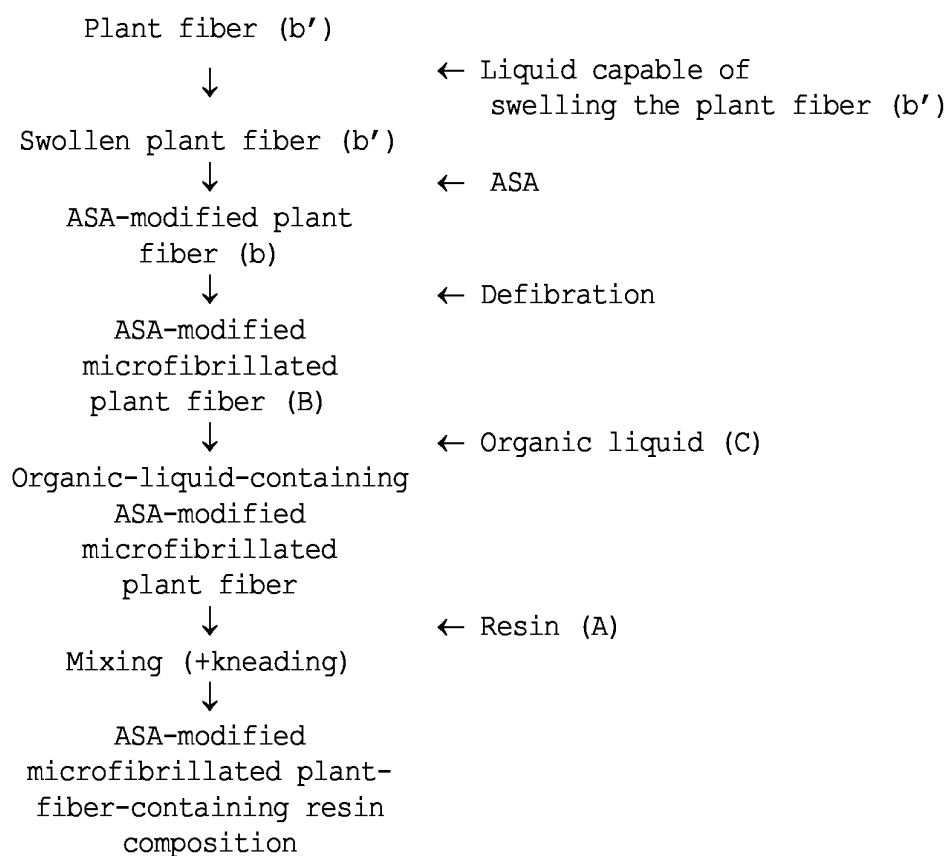 Plant fiber (b’)
↓
← Liquid capable of
swelling the plant fiber (b’)
Swollen plant fiber (b’)
↓
← ASA
ASA-modified plant
fiber (b)
↓
← Defibration
ASA-modified
microfibrillated
plant fiber (B)
↓
← Organic liquid (C)
Organic-liquid-containing
ASA-modified
microfibrillated
plant fiber
↓
← Resin (A)
Mixing (+kneading)
↓
ASA-modified
microfibrillated plant-
fiber-containing resin
composition